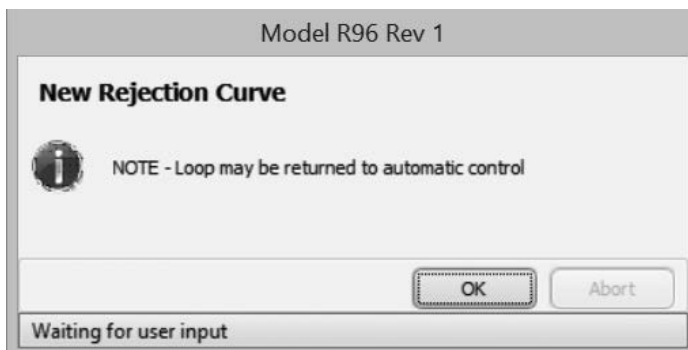 Model R96 Rev 1
New Rejection Curve
NOTE - Loop may be returned to automatic control
OK
Abort
Waiting for user input